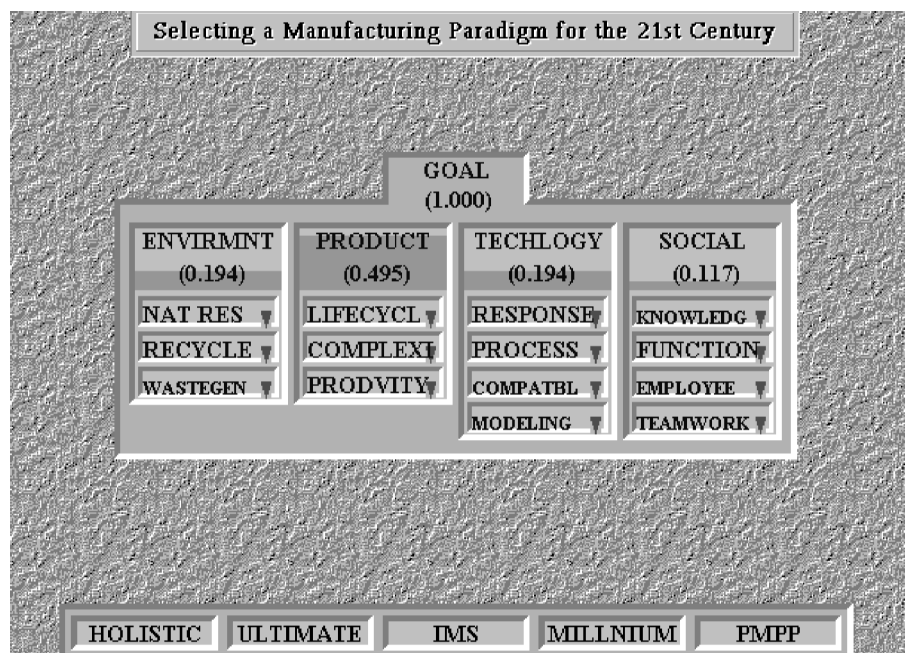 Selecting a Manufacturing Paradigm for the 21st Century
GOAL
(1.000)
ENVIRMNT
(0.194)
NAT RES
RECYCLE
WASTEGEN
PRODUCT
(0.495)
LIFECYCL
COMPLEXI
PRODVITY
TECHLOGY
(0.194)
RESPONSE
PROCESS
COMPATBL
MODELING
SOCIAL
(0.117)
KNOWLEDG
FUNCTION
EMPLOYEE
TEAMWORK
HOLISTIC ULTIMATE IMS MILLNIUM PMPP